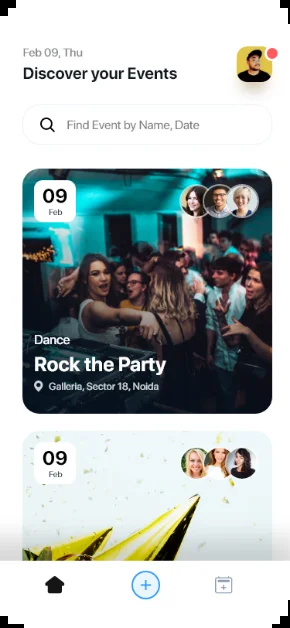 Feb 09, Thu
Discover your Events
Find Event by Name, Date
09
Feb
Dance
Rock the Party
Galleria, Sector 18, Noida
09
Feb